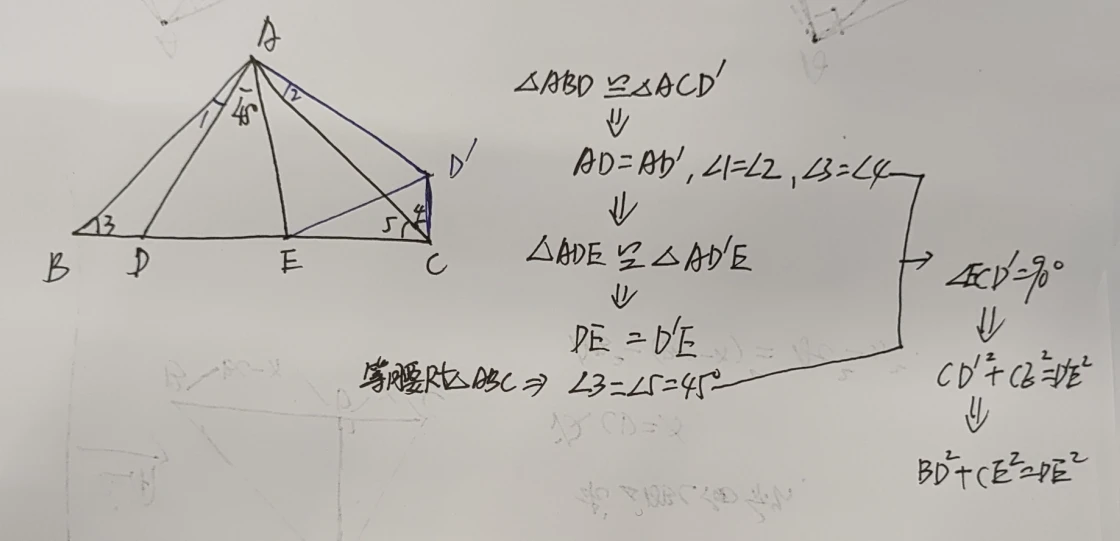 A
1
45°
2
D'
3
5
4
B
D
E
C
△ABD ≌ △ACD'
⇓
AD=AD', ∠1=∠2, ∠3=∠4
⇓
△ADE ≌ △AD'E
⇓
DE = D'E
等腰Rt△ABC ⇒ ∠3=∠5=45°
∠ECD'=90°
⇓
CD'²+CE²=D'E²
⇓
BD²+CE²=DE²